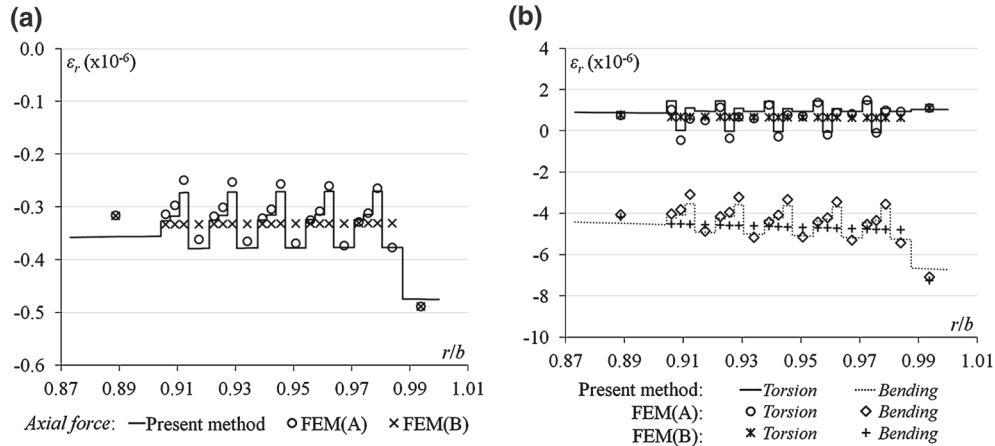 (a)
εr (x10-6)
0.0
-0.1
-0.2
-0.3
-0.4
-0.5
-0.6
r/b
0.87 0.89 0.91 0.93 0.95 0.97 0.99 1.01
Axial force: Present method FEM(A) FEM(B)
(b)
εr (x10-6)
4
2
0
-2
-4
-6
-8
-10
r/b
0.87 0.89 0.91 0.93 0.95 0.97 0.99 1.01
Present method: Torsion Bending
FEM(A): Torsion Bending
FEM(B): Torsion Bending